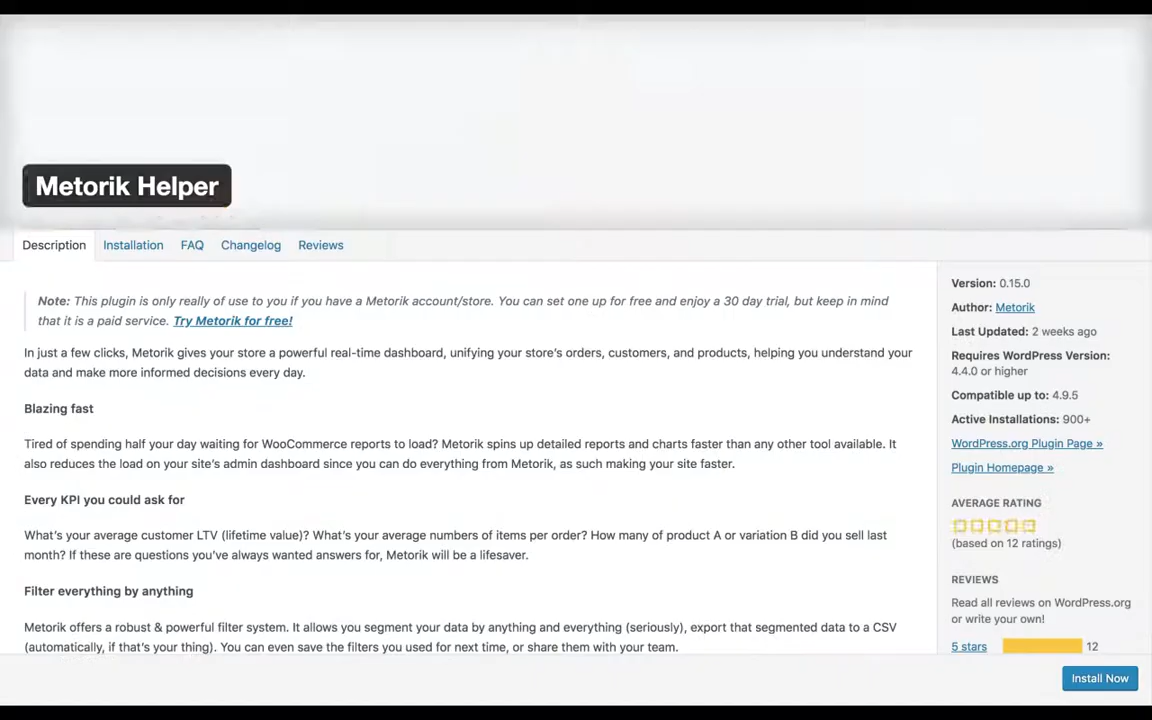 Metorik Helper
Description Installation FAQ Changelog Reviews
Note: This plugin is only really of use to you if you have a Metorik account/store. You can set one up for free and enjoy a 30 day trial, but keep in mind
that it is a paid service. Try Metorik for free!
In just a few clicks, Metorik gives your store a powerful real-time dashboard, unifying your store's orders, customers, and products, helping you understand your
data and make more informed decisions every day.
Blazing fast
Tired of spending half your day waiting for WooCommerce reports to load? Metorik spins up detailed reports and charts faster than any other tool available. It
also reduces the load on your site's admin dashboard since you can do everything from Metorik, as such making your site faster.
Every KPI you could ask for
What's your average customer LTV (lifetime value)? What's your average numbers of items per order? How many of product A or variation B did you sell last
month? If these are questions you've always wanted answers for, Metorik will be a lifesaver.
Filter everything by anything
Metorik offers a robust & powerful filter system. It allows you segment your data by anything and everything (seriously), export that segmented data to a CSV
(automatically, if that's your thing). You can even save the filters you used for next time, or share them with your team.
Version: 0.15.0
Author: Metorik
Last Updated: 2 weeks ago
Requires WordPress Version:
4.4.0 or higher
Compatible up to: 4.9.5
Active Installations: 900+
WordPress.org Plugin Page »
Plugin Homepage »
AVERAGE RATING
(based on 12 ratings)
REVIEWS
Read all reviews on WordPress.org
or write your own!
5 stars 12
Install Now